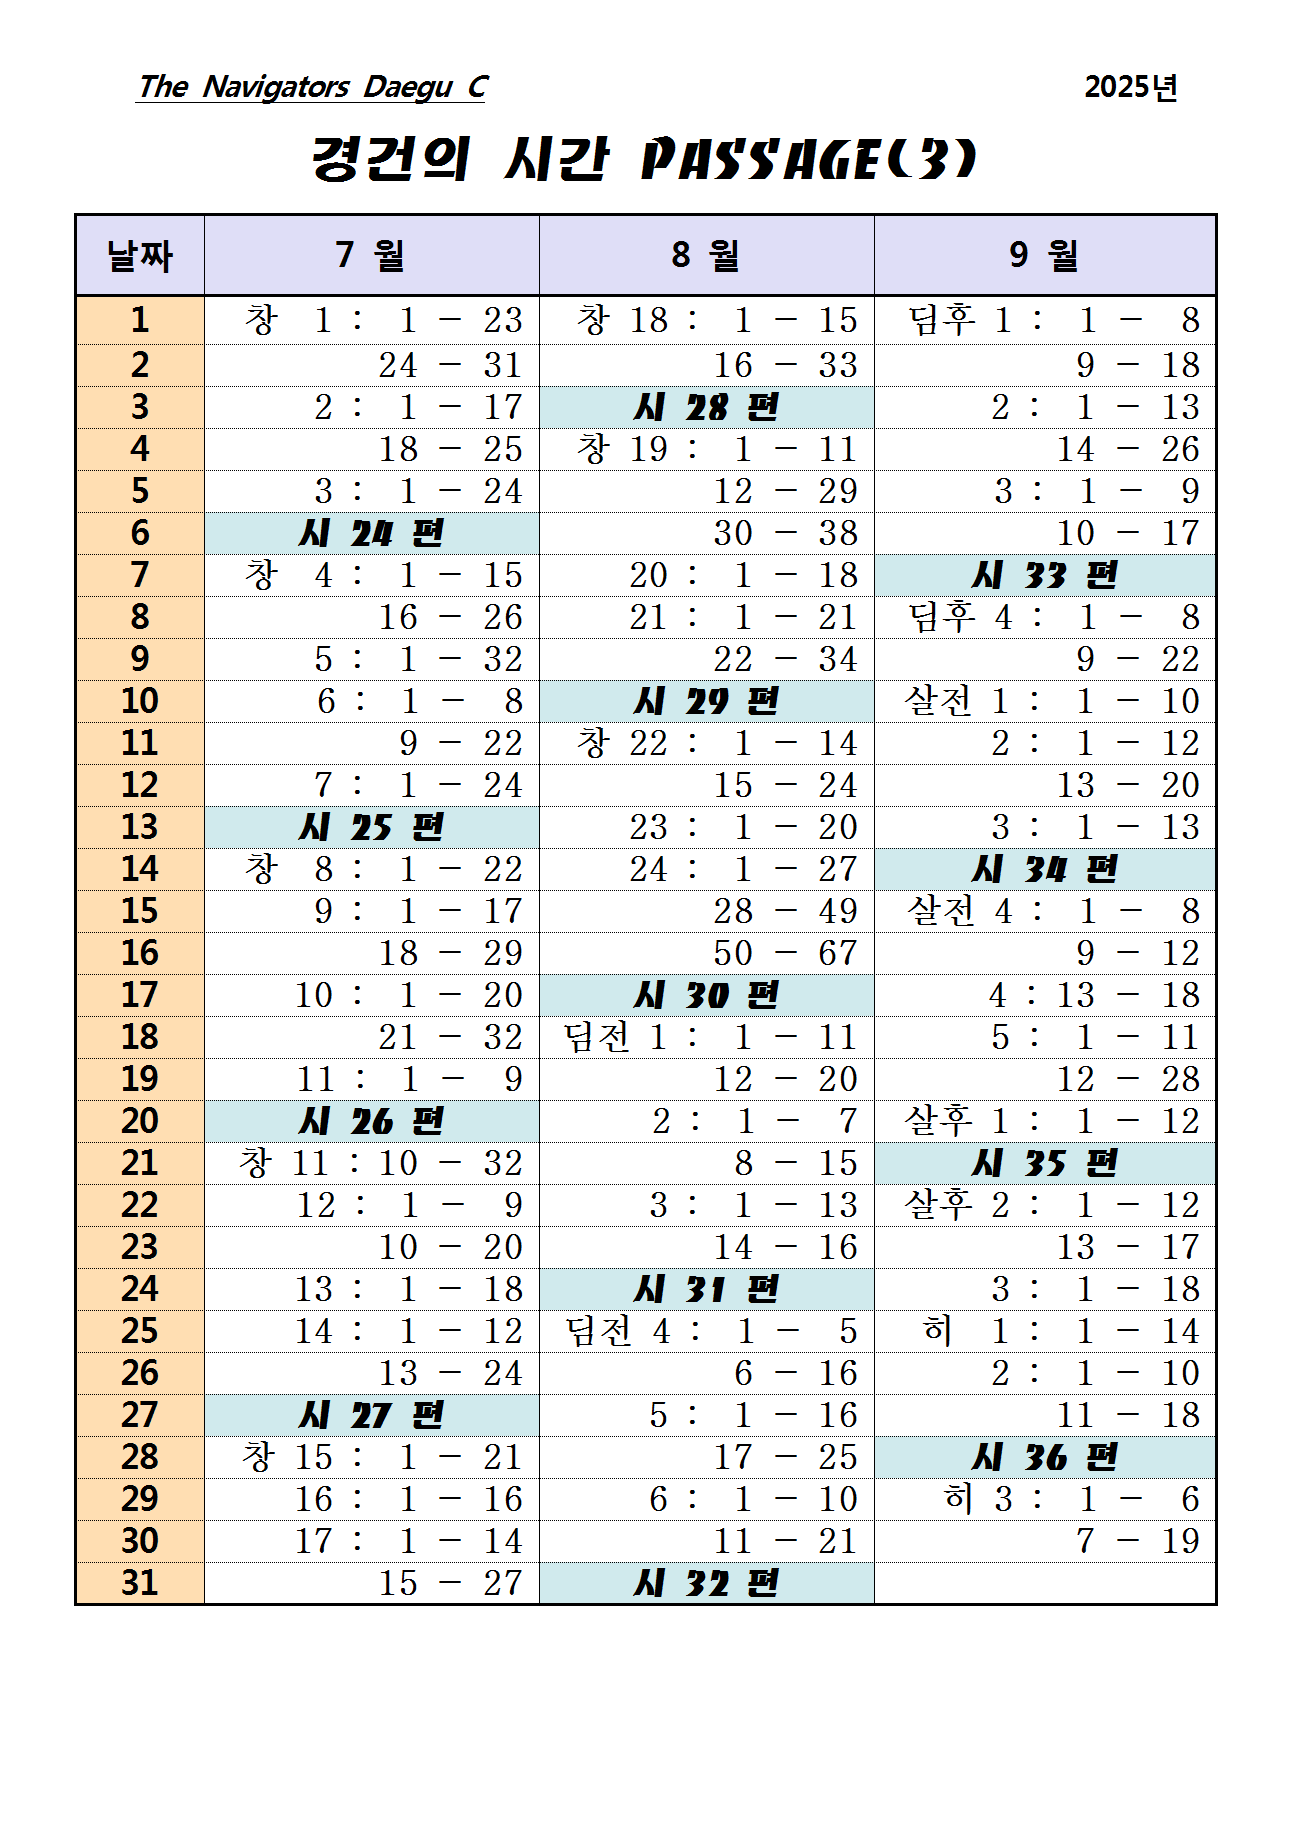 The Navigators Daegu C 2025년
경건의 시간 PASSAGE(3)
날짜 7 월 8 월 9 월
1 창 1 : 1 - 23 창 18 : 1 - 15 딤후 1 : 1 - 8
2 24 - 31 16 - 33 9 - 18
3 2 : 1 - 17 시 28 편 2 : 1 - 13
4 18 - 25 창 19 : 1 - 11 14 - 26
5 3 : 1 - 24 12 - 29 3 : 1 - 9
6 시 24 편 30 - 38 10 - 17
7 창 4 : 1 - 15 20 : 1 - 18 시 33 편
8 16 - 26 21 : 1 - 21 딤후 4 : 1 - 8
9 5 : 1 - 32 22 - 34 9 - 22
10 6 : 1 - 8 시 29 편 살전 1 : 1 - 10
11 9 - 22 창 22 : 1 - 14 2 : 1 - 12
12 7 : 1 - 24 15 - 24 13 - 20
13 시 25 편 23 : 1 - 20 3 : 1 - 13
14 창 8 : 1 - 22 24 : 1 - 27 시 34 편
15 9 : 1 - 17 28 - 49 살전 4 : 1 - 8
16 18 - 29 50 - 67 9 - 12
17 10 : 1 - 20 시 30 편 4 : 13 - 18
18 21 - 32 딤전 1 : 1 - 11 5 : 1 - 11
19 11 : 1 - 9 12 - 20 12 - 28
20 시 26 편 2 : 1 - 7 살후 1 : 1 - 12
21 창 11 : 10 - 32 8 - 15 시 35 편
22 12 : 1 - 9 3 : 1 - 13 살후 2 : 1 - 12
23 10 - 20 14 - 16 13 - 17
24 13 : 1 - 18 시 31 편 3 : 1 - 18
25 14 : 1 - 12 딤전 4 : 1 - 5 히 1 : 1 - 14
26 13 - 24 6 - 16 2 : 1 - 10
27 시 27 편 5 : 1 - 16 11 - 18
28 창 15 : 1 - 21 17 - 25 시 36 편
29 16 : 1 - 16 6 : 1 - 10 히 3 : 1 - 6
30 17 : 1 - 14 11 - 21 7 - 19
31 15 - 27 시 32 편